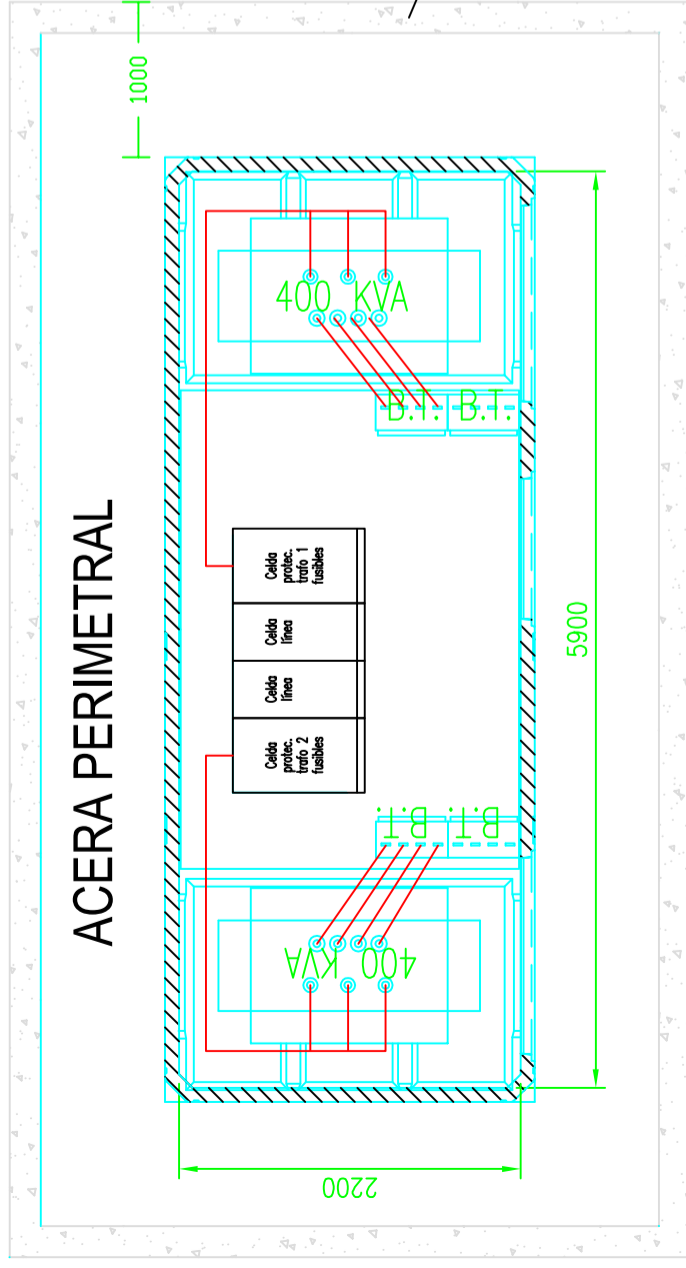 1000
ACERA PERIMETRAL
400 KVA
B.T. B.T.
Celda
protec.
trafo 1
fusibles
Celda
línea
Celda
línea
Celda
protec.
trafo 2
fusibles
5900
B.T. B.T.
400 KVA
2200